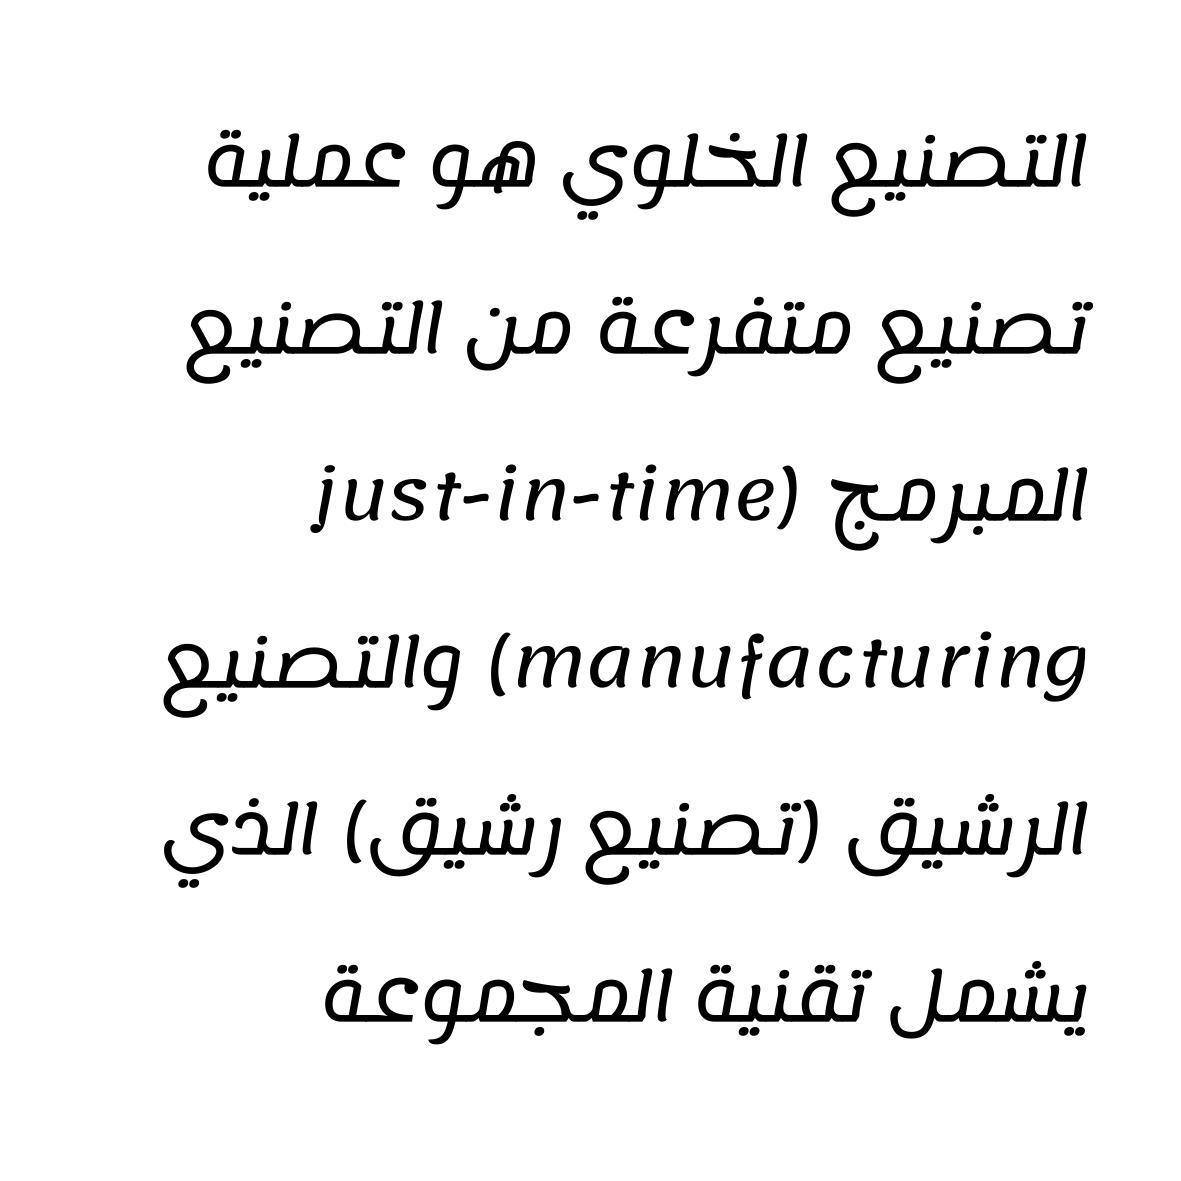 التصنيع الخلوي هو عملية
تصنيع متفرعة من التصنيع
المبرمج (just-in-time
manufacturing) والتصنيع
الرشيق (تصنيع رشيق) الذي
يشمل تقنية المجموعة